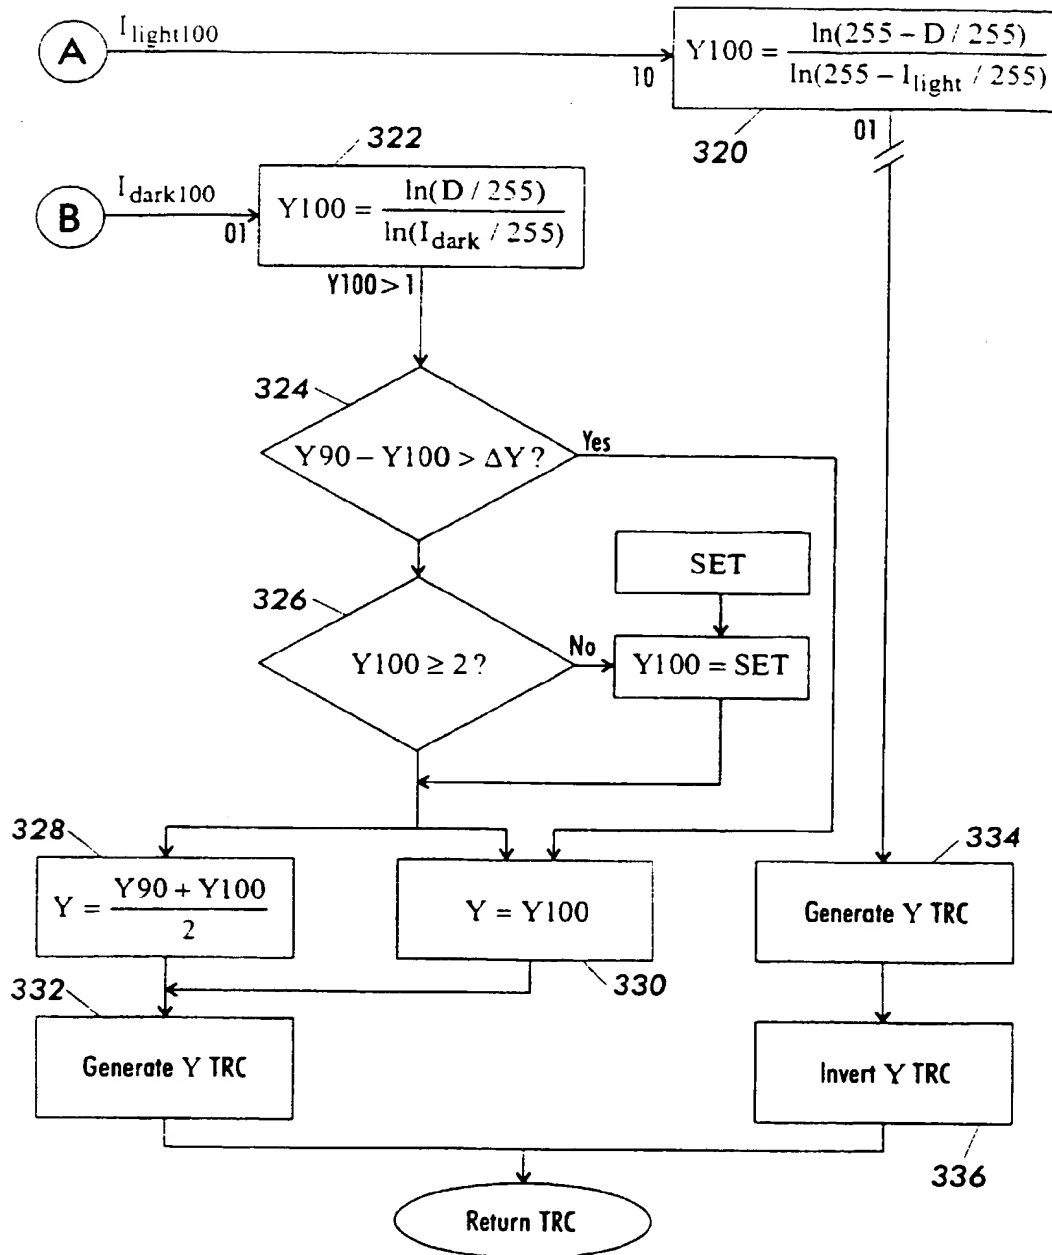 A
I_light100
10
Y100 = ln(255 – D / 255) / ln(255 – I_light / 255)
320
01
322
B
I_dark100
01
Y100 = ln(D / 255) / ln(I_dark / 255)
Y100 > 1
324
Y90 – Y100 > ΔY?
Yes
SET
326
Y100 ≥ 2?
No
Y100 = SET
328
Y = Y90 + Y100 / 2
Y = Y100
330
334
Generate Y TRC
332
Generate Y TRC
Invert Y TRC
336
Return TRC